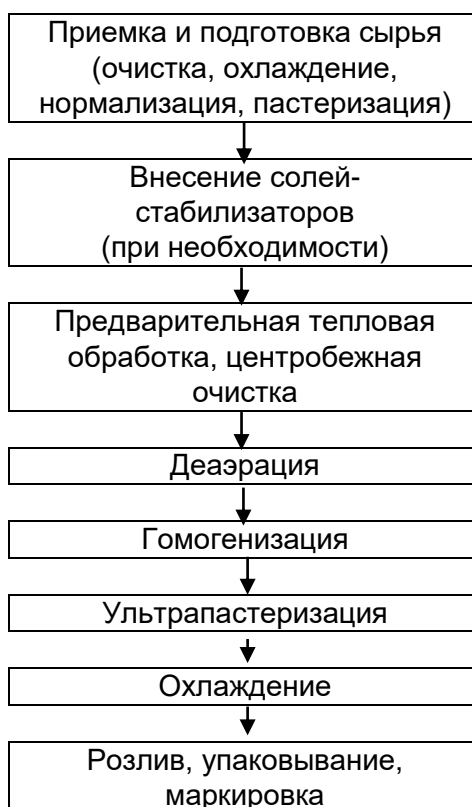 Приемка и подготовка сырья
(очистка, охлаждение,
нормализация, пастеризация)
Внесение солей-
стабилизаторов
(при необходимости)
Предварительная тепловая
обработка, центробежная
очистка
Деаэрация
Гомогенизация
Ультрапастеризация
Охлаждение
Розлив, упаковывание,
маркировка